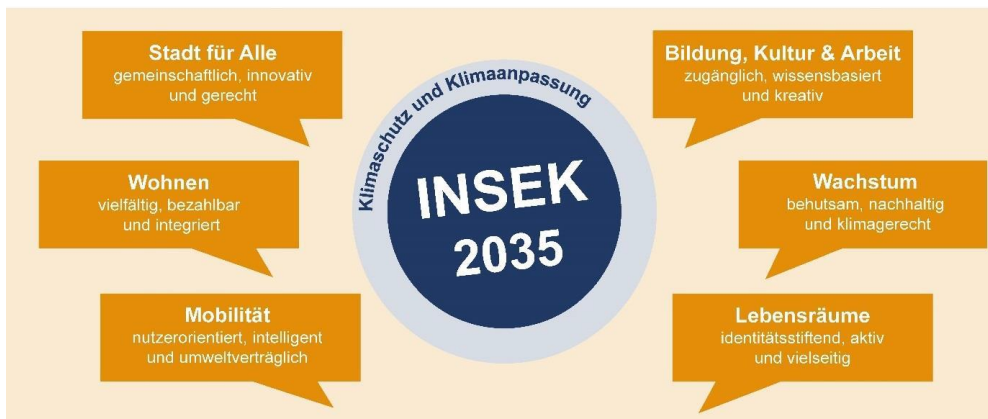 Stadt für Alle
gemeinschaftlich, innovativ
und gerecht
Wohnen
vielfältig, bezahlbar
und integriert
Mobilität
nutzerorientiert, intelligent
und umweltverträglich
Klimaschutz und Klimaanpassung
INSEK
2035
Bildung, Kultur & Arbeit
zugänglich, wissensbasiert
und kreativ
Wachstum
behutsam, nachhaltig
und klimagerecht
Lebensräume
identitätsstiftend, aktiv
und vielseitig